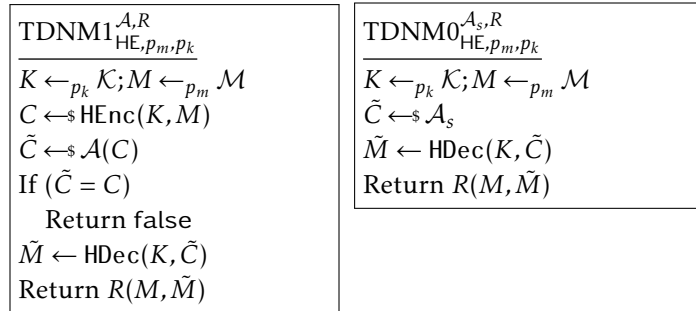 TDNM1^{𝒜,R}_{HE,p_m,p_k}
K ←_{p_k} 𝒦; M ←_{p_m} ℳ
C ←$ HEnc(K, M)
C̃ ←$ 𝒜(C)
If (C̃ = C)
Return false
M̃ ← HDec(K, C̃)
Return R(M, M̃)
TDNM0^{𝒜_s,R}_{HE,p_m,p_k}
K ←_{p_k} 𝒦; M ←_{p_m} ℳ
C̃ ←$ 𝒜_s
M̃ ← HDec(K, C̃)
Return R(M, M̃)